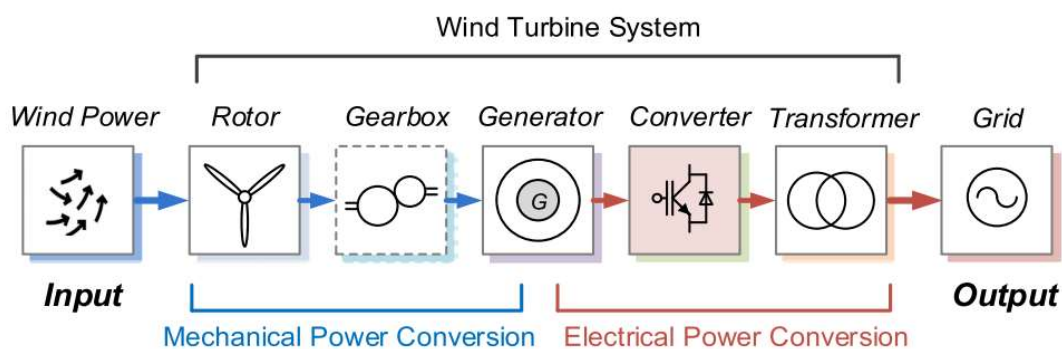 Wind Turbine System
Wind Power Rotor Gearbox Generator Converter Transformer Grid
G
Input Output
Mechanical Power Conversion Electrical Power Conversion